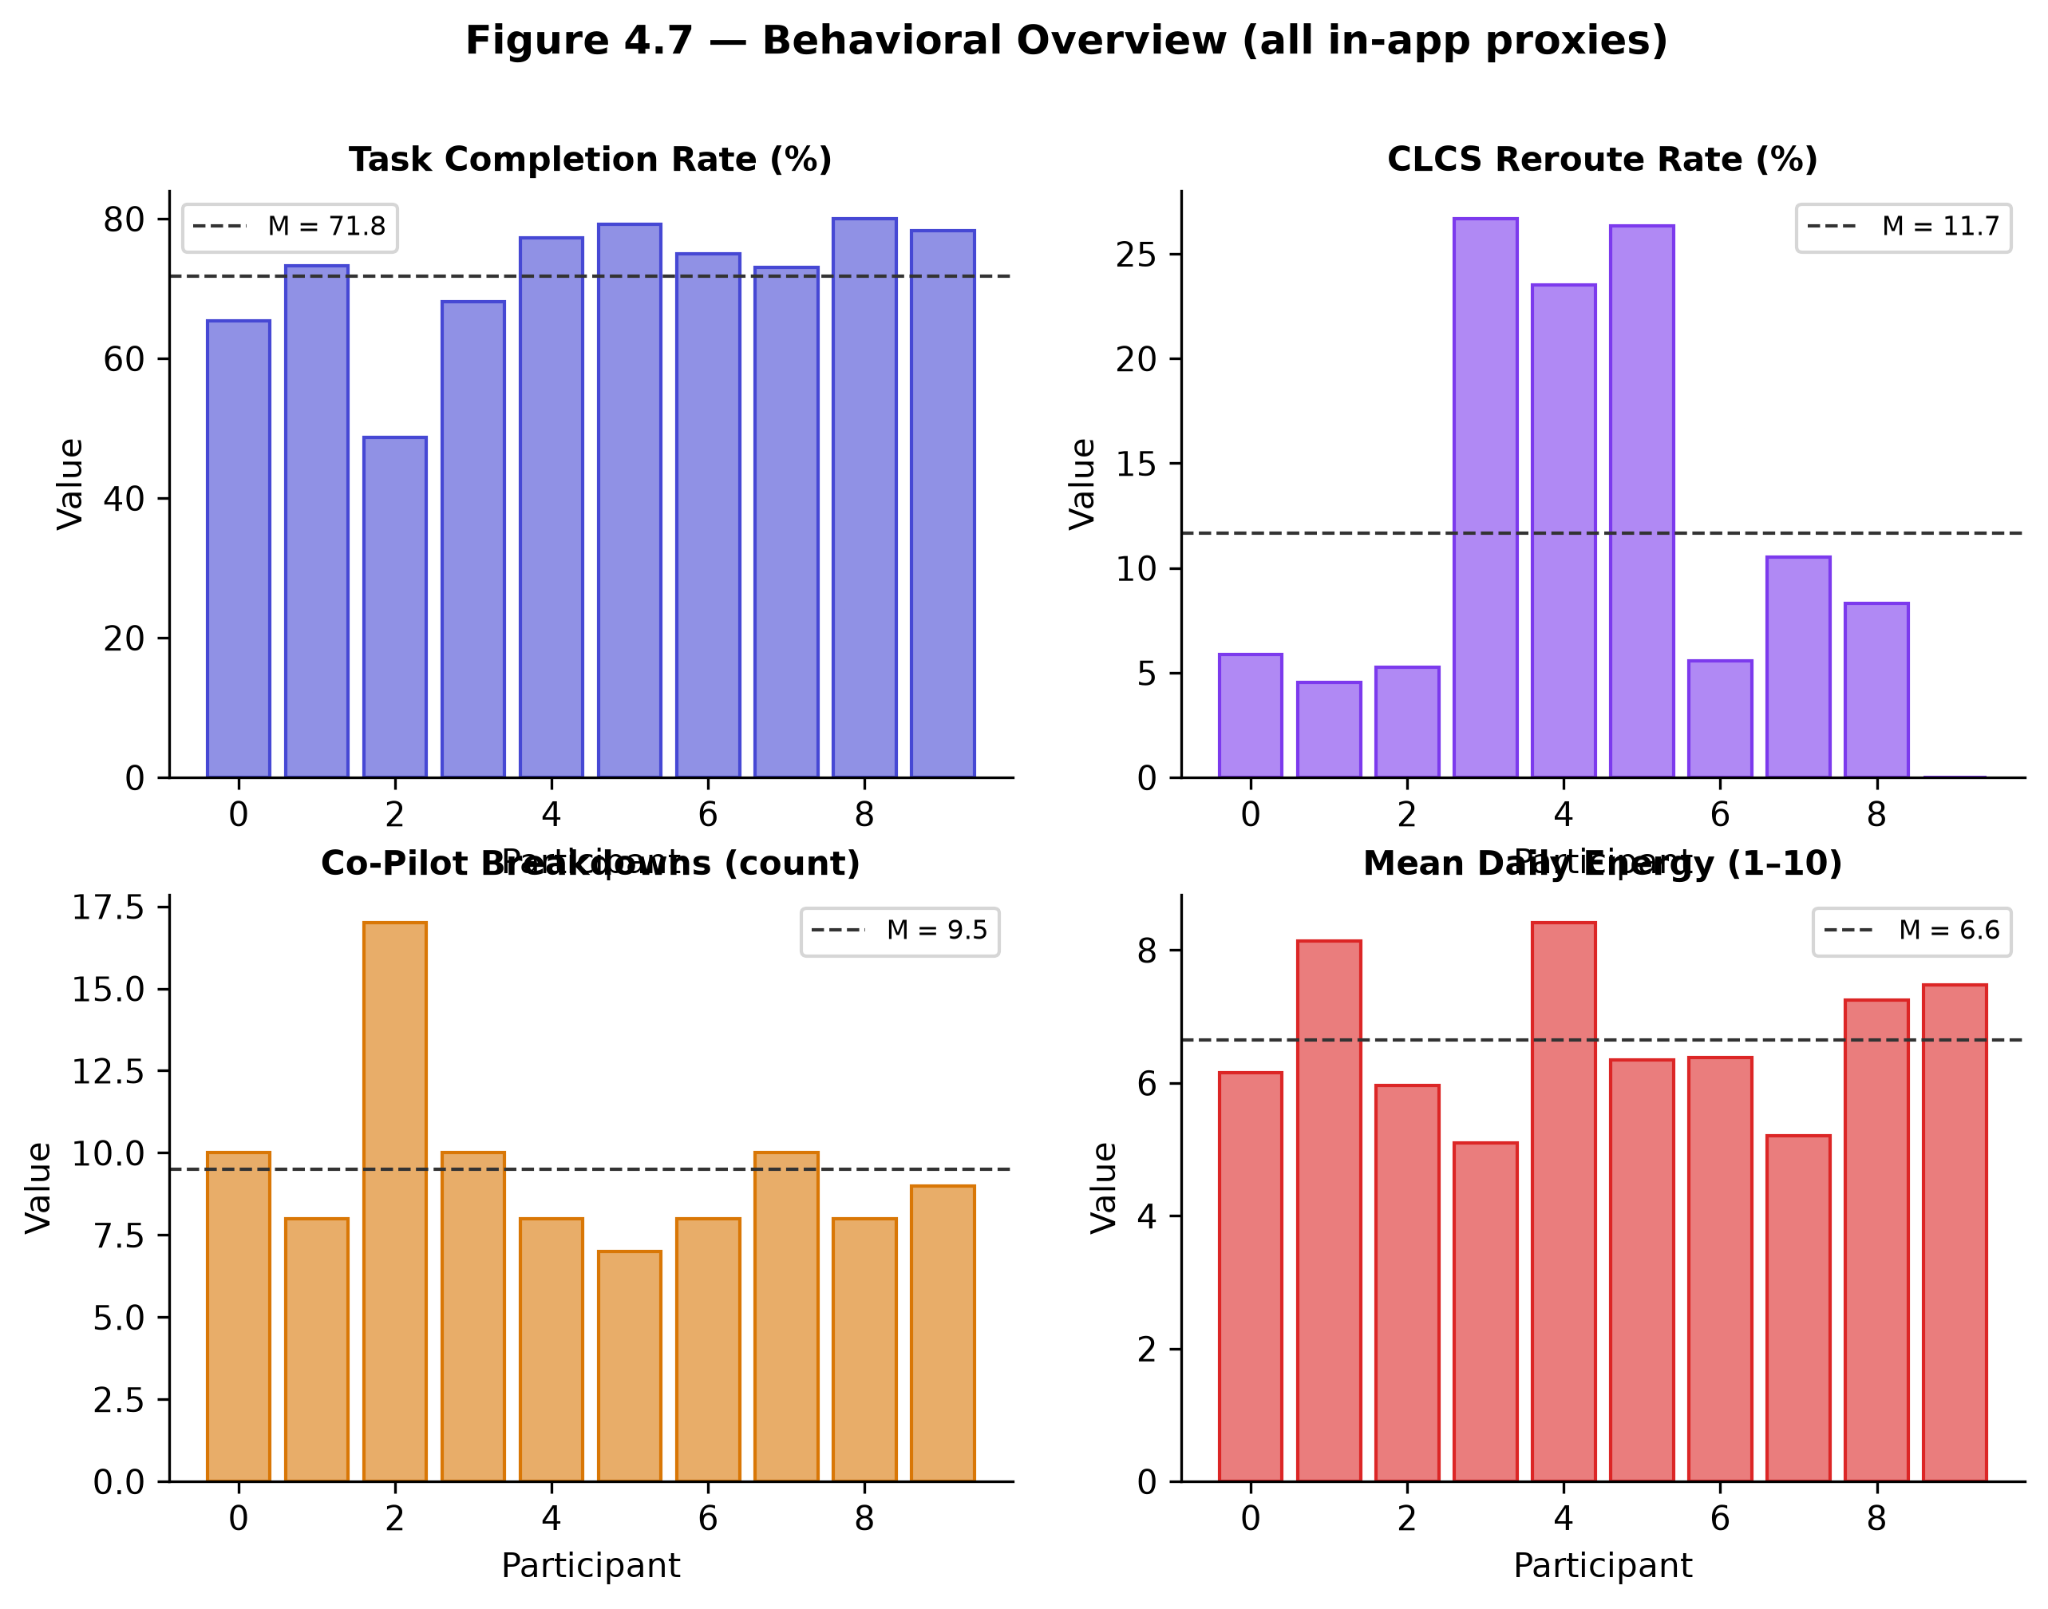 Figure 4.7 — Behavioral Overview (all in-app proxies)
Task Completion Rate (%)
M = 71.8
Value
80
60
40
20
0
0 2 4 6 8
Participant
CLCS Reroute Rate (%)
M = 11.7
Value
25
20
15
10
5
0
0 2 4 6 8
Participant
Co-Pilot Breakdowns (count)
M = 9.5
Value
17.5
15.0
12.5
10.0
7.5
5.0
2.5
0.0
0 2 4 6 8
Participant
Mean Daily Energy (1–10)
M = 6.6
Value
8
6
4
2
0
0 2 4 6 8
Participant